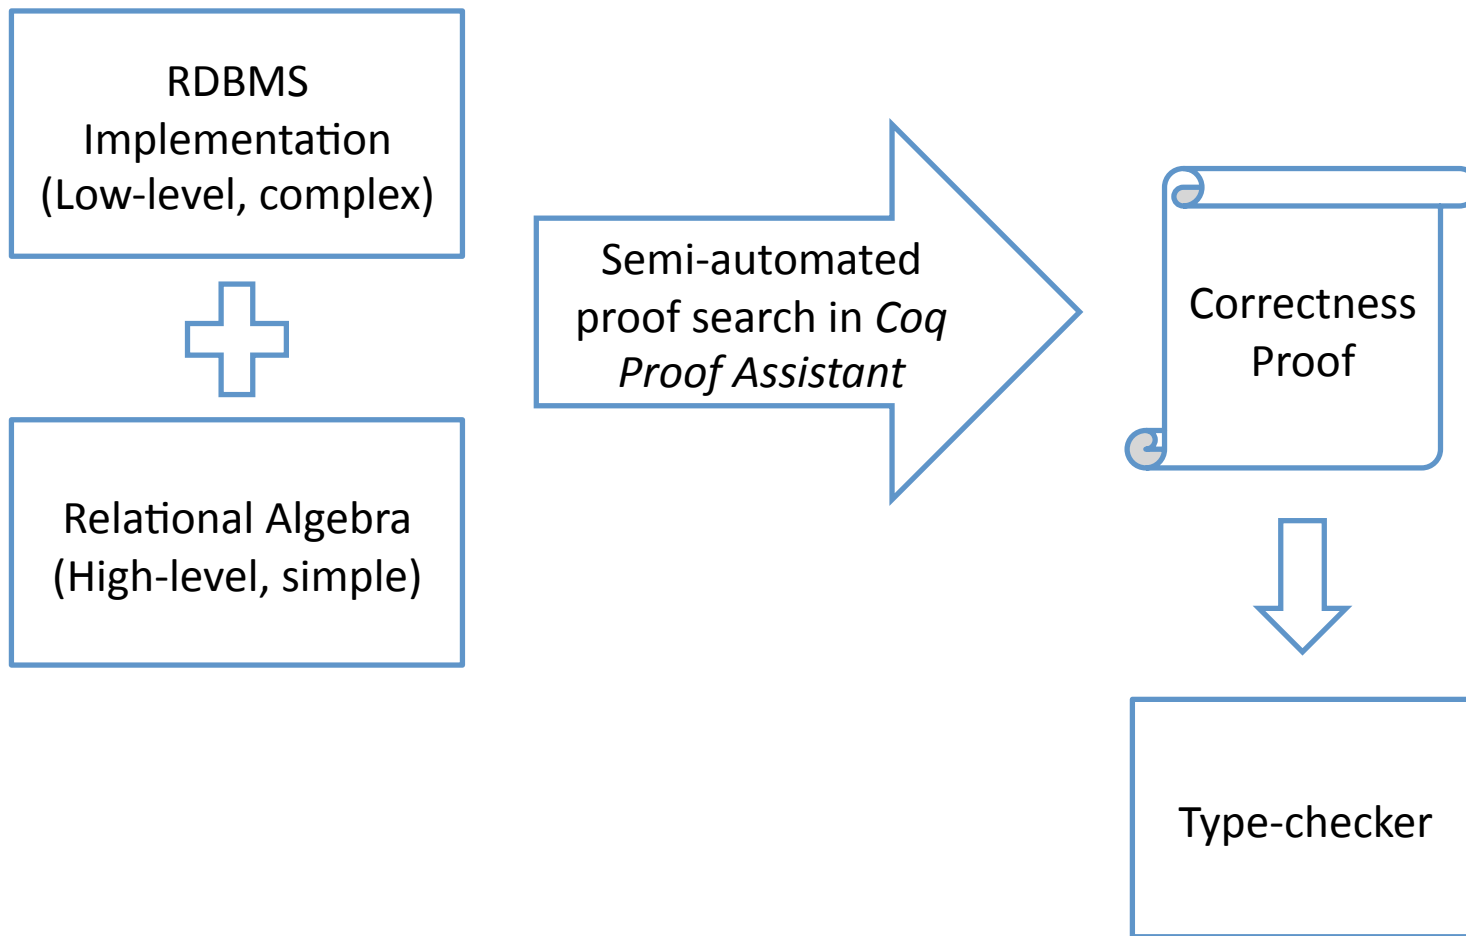 RDBMS
Implementation
(Low-level, complex)
Relational Algebra
(High-level, simple)
Semi-automated
proof search in Coq
Proof Assistant
Correctness
Proof
Type-checker